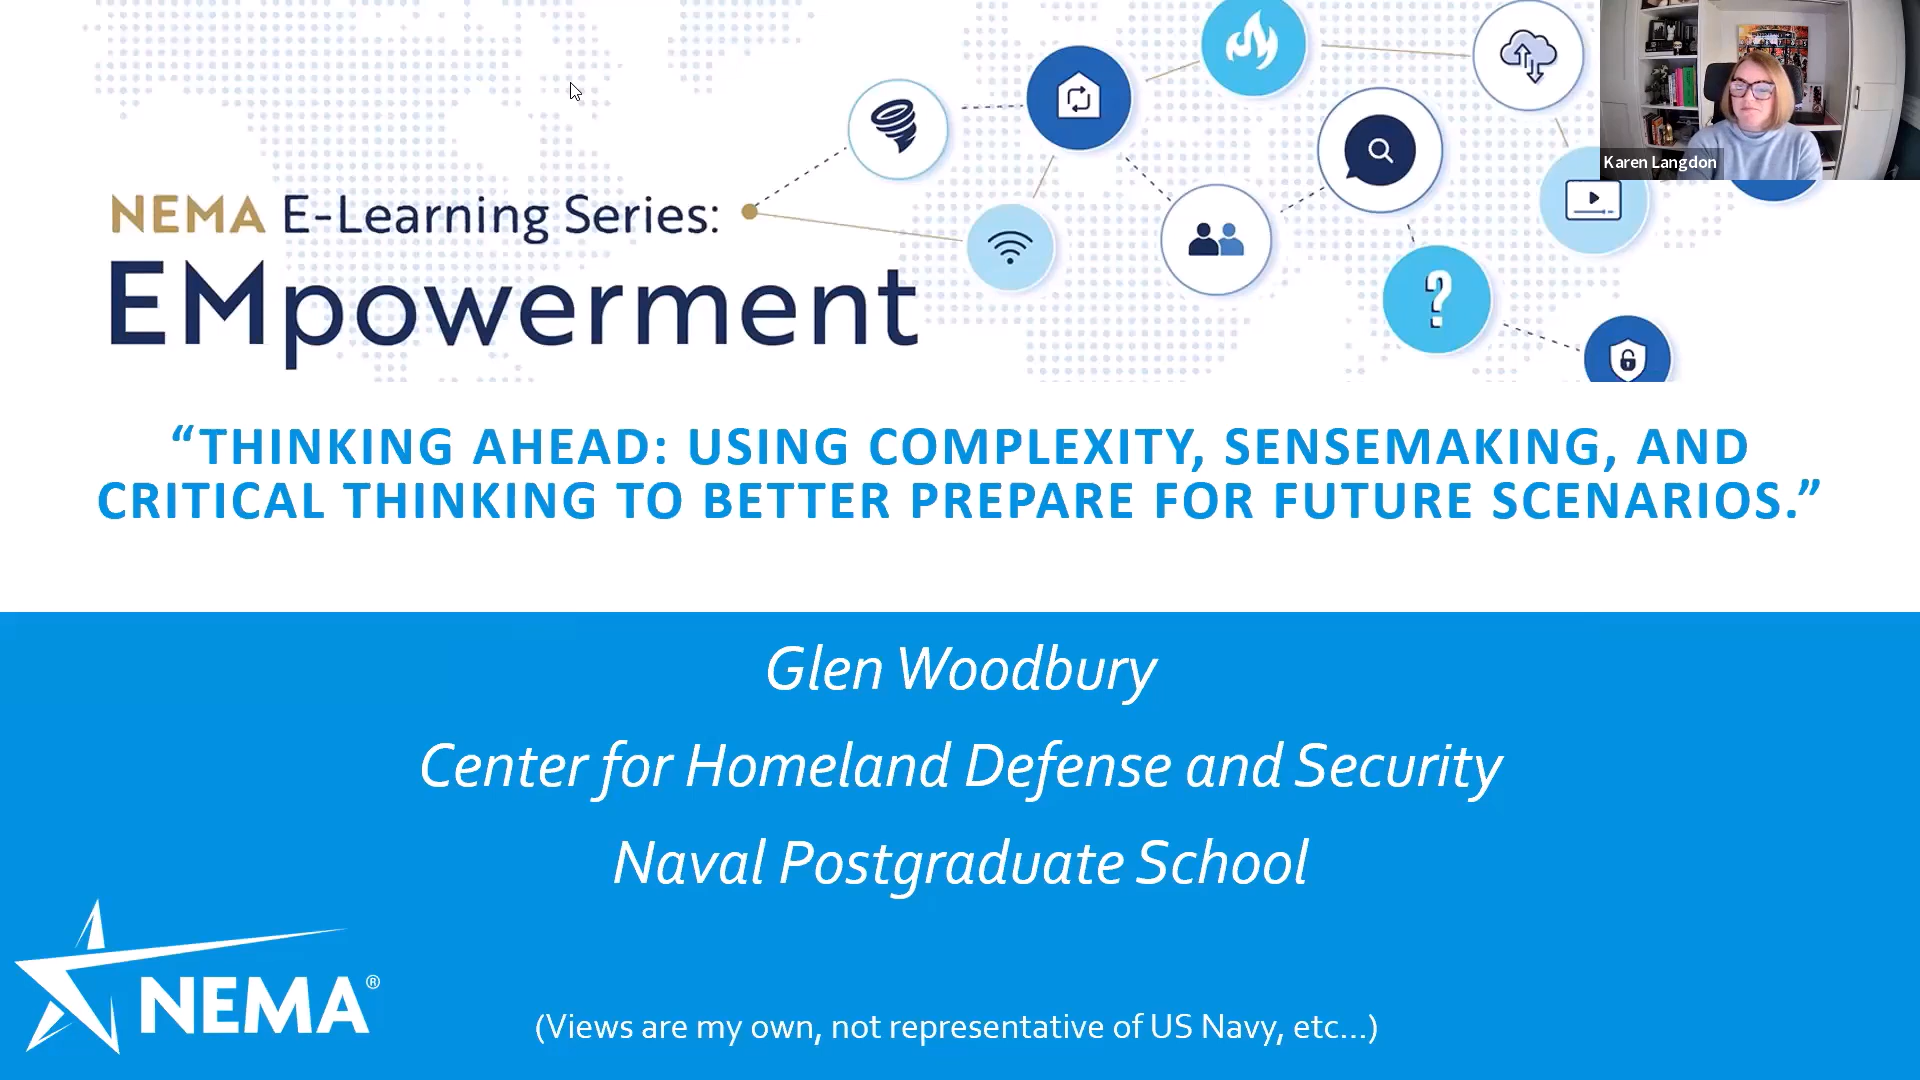 Karen Langdon
NEMA E-Learning Series:
EMpowerment
“THINKING AHEAD: USING COMPLEXITY, SENSEMAKING, AND
CRITICAL THINKING TO BETTER PREPARE FOR FUTURE SCENARIOS.”
Glen Woodbury
Center for Homeland Defense and Security
Naval Postgraduate School
NEMA®
(Views are my own, not representative of US Navy, etc...)